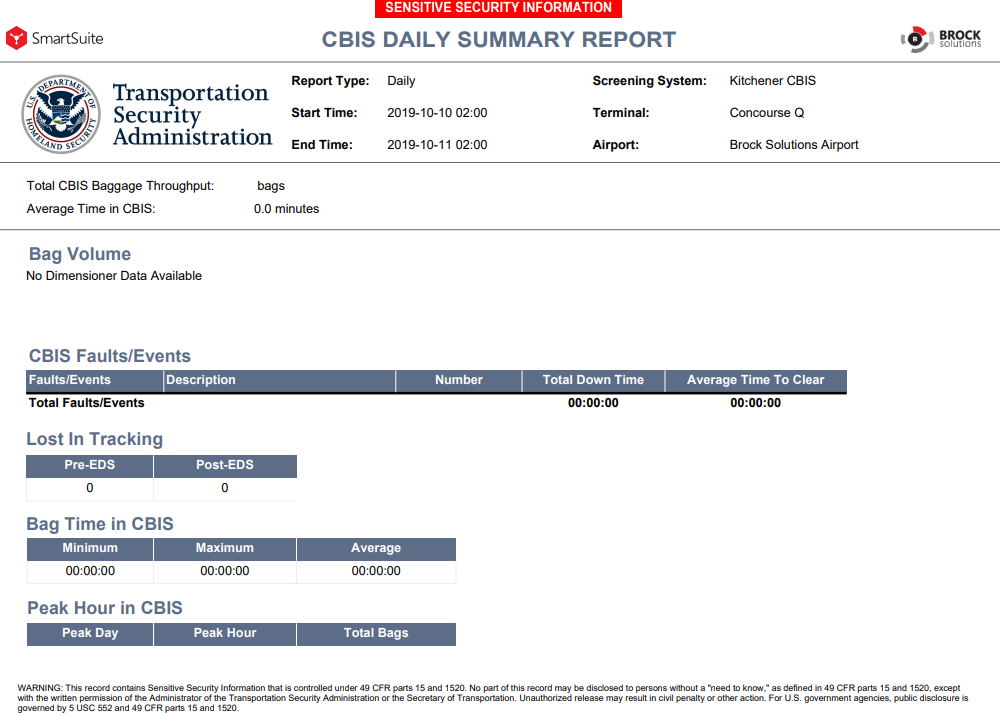 SENSITIVE SECURITY INFORMATION
SmartSuite
CBIS DAILY SUMMARY REPORT
BROCK
solutions
B
U.S. DEPARTMENT OF
HOMELAND SECURITY
Transportation
Security
Administration
Report Type: Daily
Screening System: Kitchener CBIS
Start Time: 2019-10-10 02:00
Terminal: Concourse Q
End Time: 2019-10-11 02:00
Airport: Brock Solutions Airport
Total CBIS Baggage Throughput: bags
Average Time in CBIS: 0.0 minutes
Bag Volume
No Dimensioner Data Available
CBIS Faults/Events
Faults/Events Description Number Total Down Time Average Time To Clear
Total Faults/Events 00:00:00 00:00:00
Lost In Tracking
Pre-EDS Post-EDS
0 0
Bag Time in CBIS
Minimum Maximum Average
00:00:00 00:00:00 00:00:00
Peak Hour in CBIS
Peak Day Peak Hour Total Bags
WARNING: This record contains Sensitive Security Information that is controlled under 49 CFR parts 15 and 1520. No part of this record may be disclosed to persons without a "need to know," as defined in 49 CFR parts 15 and 1520, except
with the written permission of the Administrator of the Transportation Security Administration or the Secretary of Transportation. Unauthorized release may result in civil penalty or other action. For U.S. government agencies, public disclosure is
governed by 5 USC 552 and 49 CFR parts 15 and 1520.